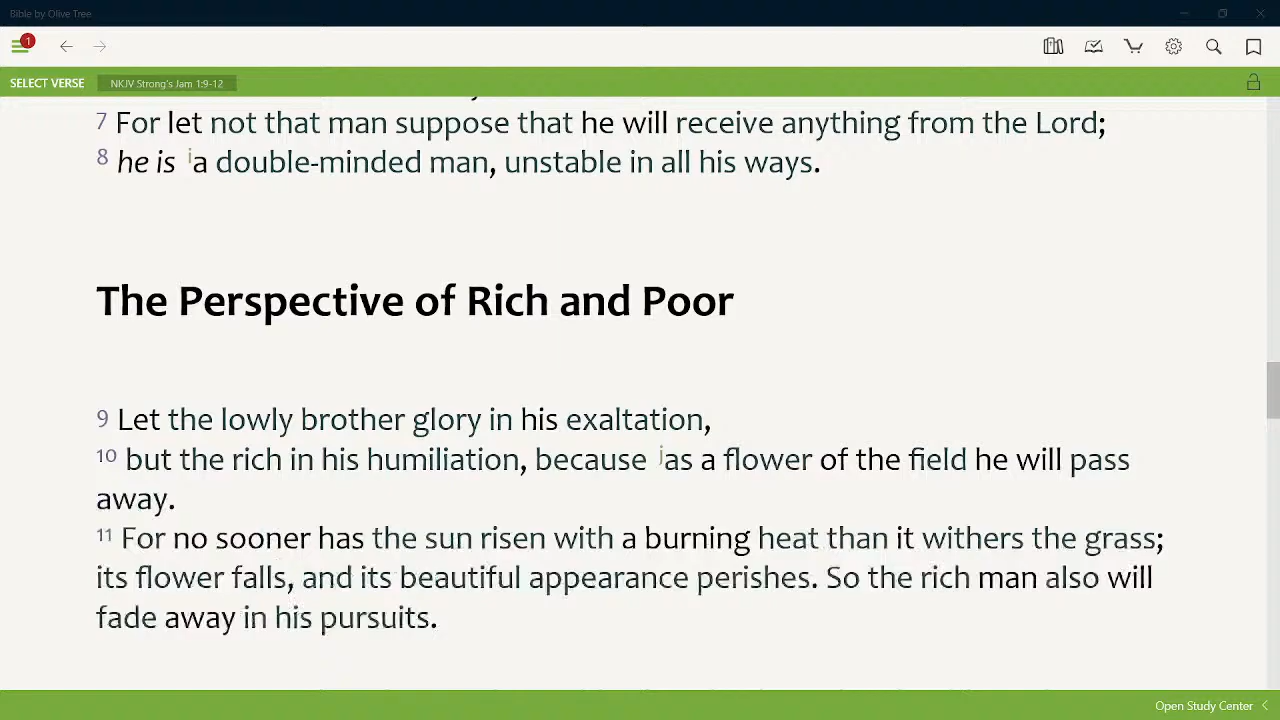 Bible by Olive Tree
1
SELECT VERSE NKJV Strong's Jam 1:9-12
7 For let not that man suppose that he will receive anything from the Lord;
8 he is i a double-minded man, unstable in all his ways.
The Perspective of Rich and Poor
9 Let the lowly brother glory in his exaltation,
10 but the rich in his humiliation, because j as a flower of the field he will pass
away.
11 For no sooner has the sun risen with a burning heat than it withers the grass;
its flower falls, and its beautiful appearance perishes. So the rich man also will
fade away in his pursuits.
Open Study Center